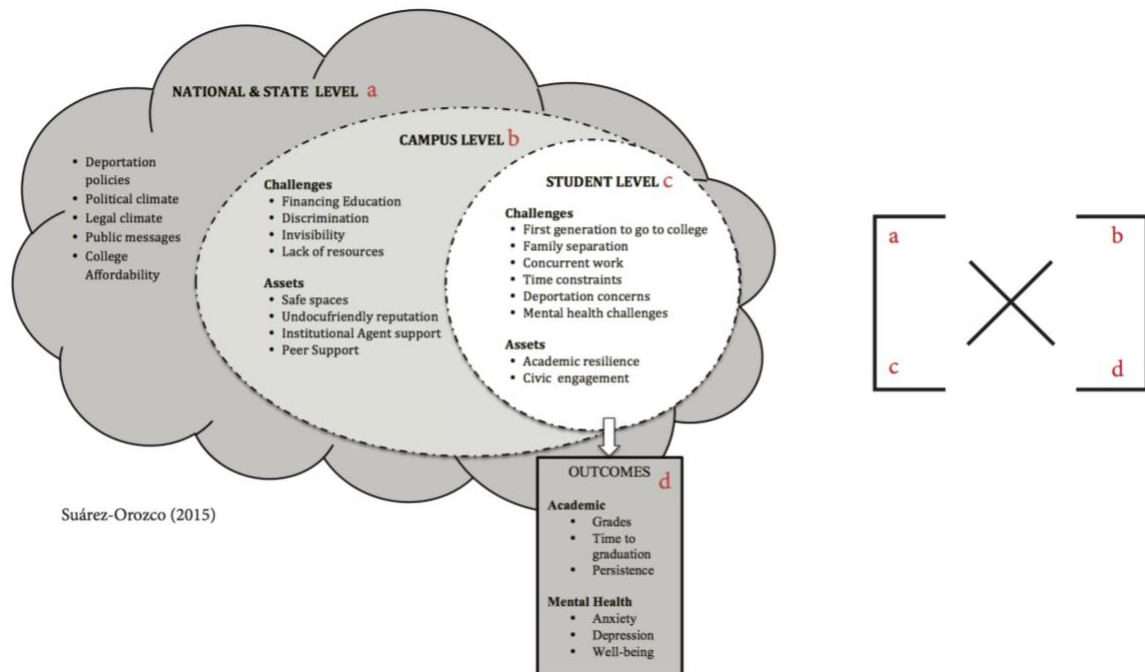 NATIONAL & STATE LEVEL a
• Deportation
policies
• Political climate
• Legal climate
• Public messages
• College
Affordability
CAMPUS LEVEL b
Challenges
• Financing Education
• Discrimination
• Invisibility
• Lack of resources
Assets
• Safe spaces
• Undocufriendly reputation
• Institutional Agent support
• Peer Support
STUDENT LEVEL c
Challenges
• First generation to go to college
• Family separation
• Concurrent work
• Time constraints
• Deportation concerns
• Mental health challenges
Assets
• Academic resilience
• Civic engagement
OUTCOMES d
Academic
• Grades
• Time to
graduation
• Persistence
Mental Health
• Anxiety
• Depression
• Well-being
Suárez-Orozco (2015)
a b
c d